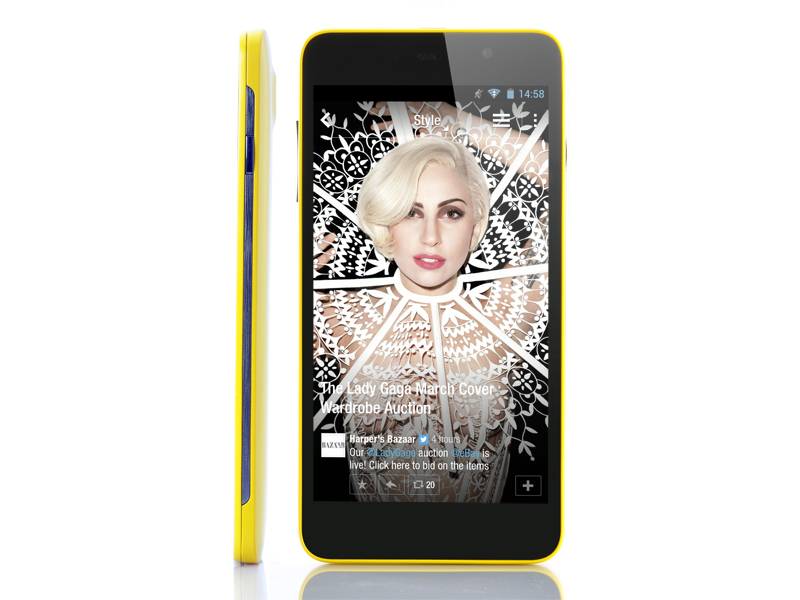 14:58
Style
The Lady Gaga March Cover
Wardrobe Auction
BAZAAR
Harper's Bazaar 4 hours
Our @LadyGaga auction @eBay is
live! Click here to bid on the items
20